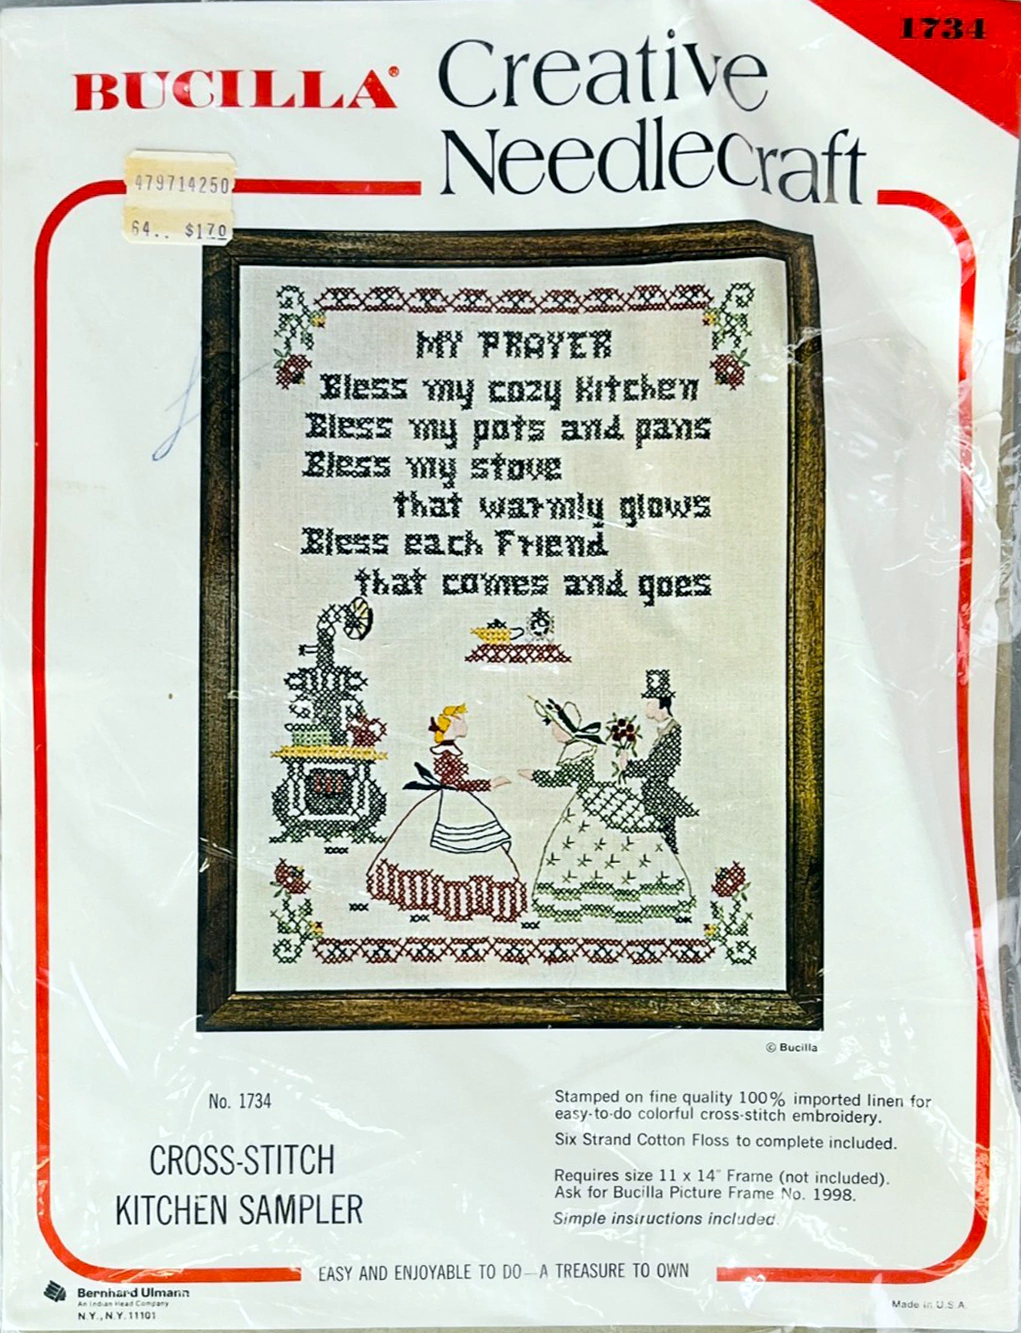 1734
BUCILLA®
Creative
Needlecraft
479714250
64.. $170
MY PRAYER
Bless my cozy Kitchen
Bless my pots and pans
Bless my stove
that warmly glows
Bless each Friend
that comes and goes
© Bucilla
No. 1734
CROSS-STITCH
KITCHEN SAMPLER
Stamped on fine quality 100% imported linen for
easy-to-do colorful cross-stitch embroidery.
Six Strand Cotton Floss to complete included.
Requires size 11 x 14" Frame (not included).
Ask for Bucilla Picture Frame No. 1998.
Simple instructions included.
EASY AND ENJOYABLE TO DO—A TREASURE TO OWN
Bernhard Ulmann
An Indian Head Company
N.Y., N.Y. 11101
Made in U.S.A.